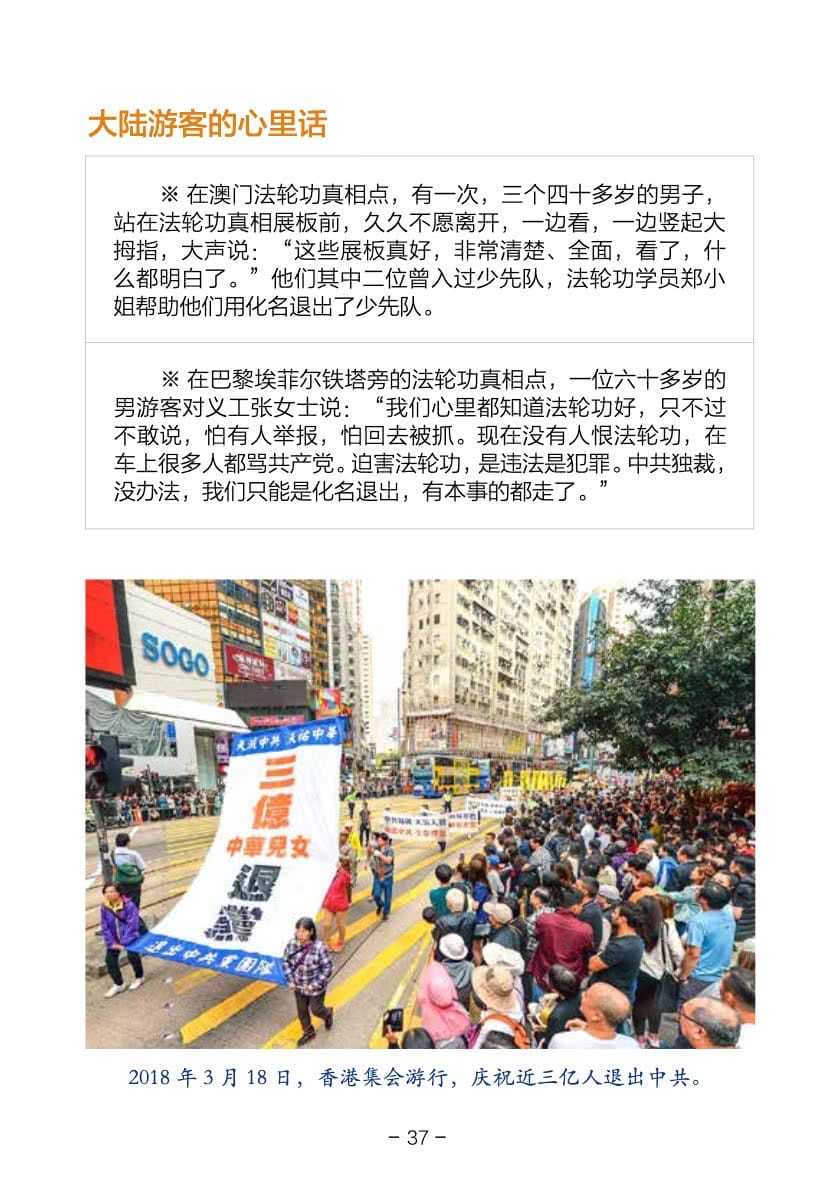 大陆游客的心里话
※ 在澳门法轮功真相点，有一次，三个四十多岁的男子，
站在法轮功真相展板前，久久不愿离开，一边看，一边竖起大
拇指，大声说：“这些展板真好，非常清楚、全面，看了，什
么都明白了。”他们其中二位曾入过少先队，法轮功学员郑小
姐帮助他们用化名退出了少先队。
※ 在巴黎埃菲尔铁塔旁的法轮功真相点，一位六十多岁的
男游客对义工张女士说：“我们心里都知道法轮功好，只不过
不敢说，怕有人举报，怕回去被抓。现在没有人恨法轮功，在
车上很多人都骂共产党。迫害法轮功，是违法是犯罪。中共独裁，
没办法，我们只能是化名退出，有本事的都走了。”
SOGO
天滅中共 天佑中華
三
億
中華兒女
退
黨
退出中共黨團隊
2018 年 3 月 18 日，香港集会游行，庆祝近三亿人退出中共。
- 37 -